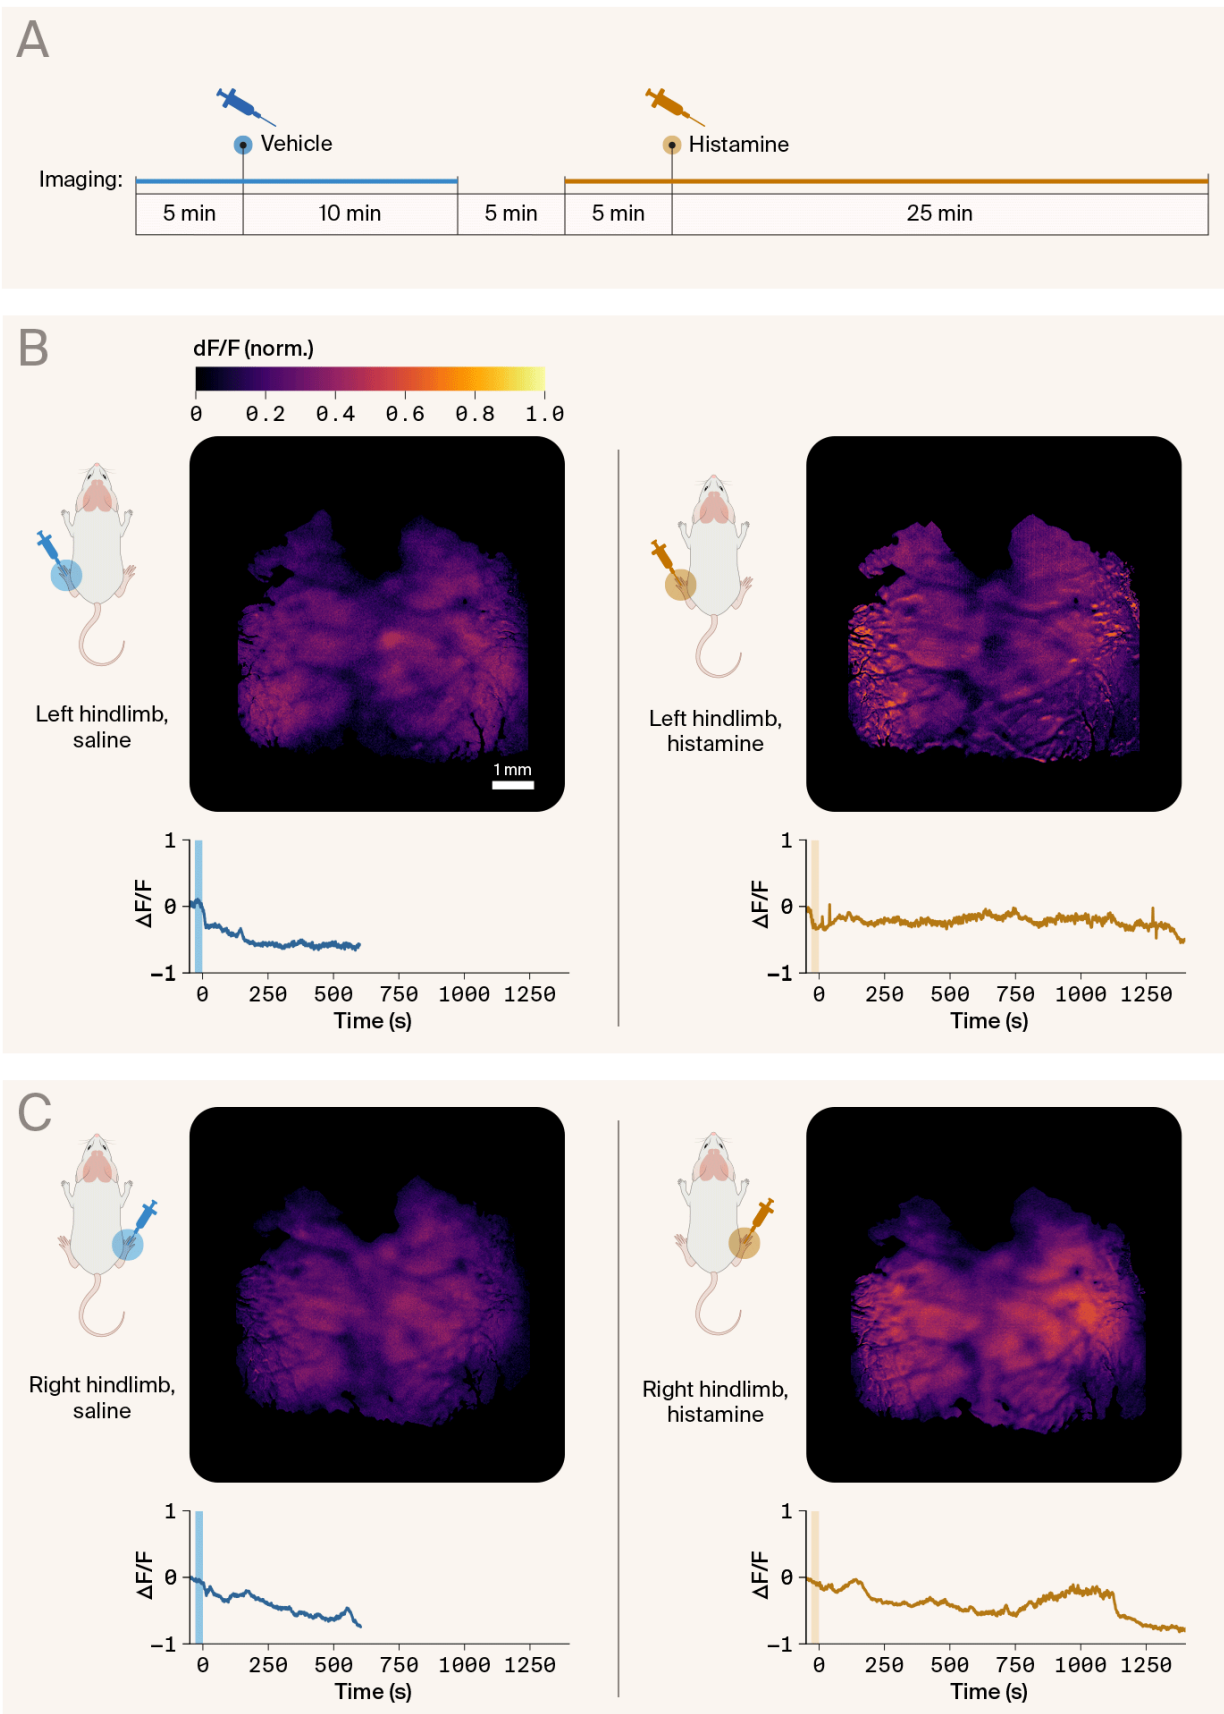 A
Vehicle
Histamine
Imaging:
5 min
10 min
5 min
5 min
25 min
B
dF/F (norm.)
0 0.2 0.4 0.6 0.8 1.0
Left hindlimb,
saline
1 mm
Left hindlimb,
histamine
ΔF/F
1
0
−1
0 250 500 750 1000 1250
Time (s)
ΔF/F
1
0
−1
0 250 500 750 1000 1250
Time (s)
C
Right hindlimb,
saline
Right hindlimb,
histamine
ΔF/F
1
0
−1
0 250 500 750 1000 1250
Time (s)
ΔF/F
1
0
−1
0 250 500 750 1000 1250
Time (s)